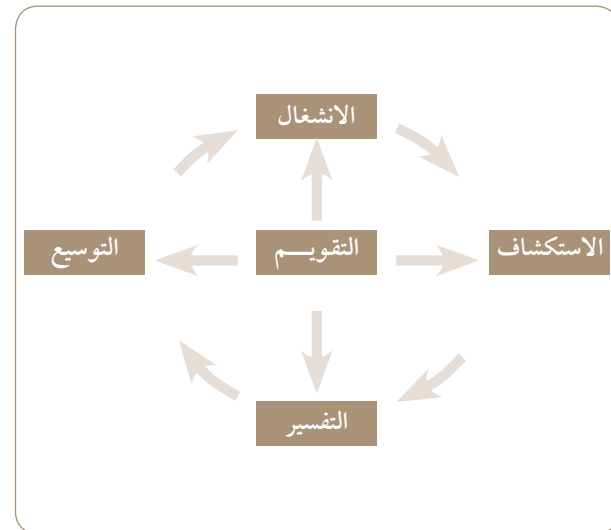 الانشغال
الاستكشاف
التقويـــم
التوسيع
التفسير